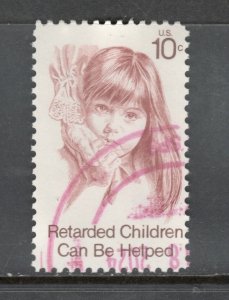 U.S.
10c
Retarded Children
Can Be Helped